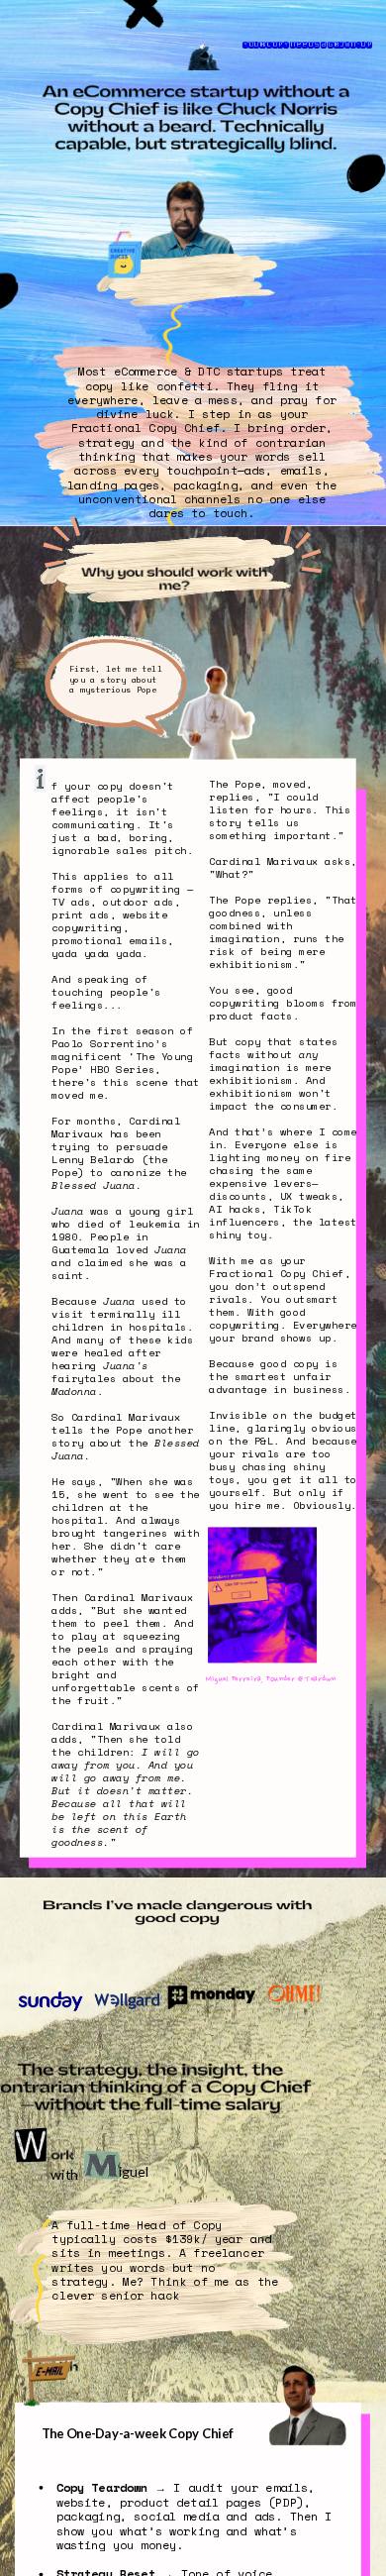 An eCommerce startup without a
Copy Chief is like Chuck Norris
without a beard. Technically
capable, but strategically blind.
CREATIVE
JUICE
Most eCommerce & DTC startups treat
copy like confetti. They fling it
everywhere, leave a mess, and pray for
divine luck. I step in as your
Fractional Copy Chief. I bring order,
strategy and the kind of contrarian
thinking that makes your words sell
across every touchpoint—ads, emails,
landing pages, packaging, and even the
unconventional channels no one else
dares to touch.
Why you should work with
me?
First, let me tell
you a story about
a mysterious Pope
if your copy doesn't
affect people's
feelings, it isn't
communicating. It's
just a bad, boring,
ignorable sales pitch.
This applies to all
forms of copywriting —
TV ads, outdoor ads,
print ads, website
copywriting,
promotional emails,
yada yada yada.
And speaking of
touching people's
feelings...
In the first season of
Paolo Sorrentino's
magnificent 'The Young
Pope' HBO Series,
there's this scene that
moved me.
For months, Cardinal
Marivaux has been
trying to persuade
Lenny Belardo (the
Pope) to canonize the
Blessed Juana.
Juana was a young girl
who died of leukemia in
1980. People in
Guatemala loved Juana
and claimed she was a
saint.
Because Juana used to
visit terminally ill
children in hospitals.
And many of these kids
were healed after
hearing Juana's
fairytales about the
Madonna.
So Cardinal Marivaux
tells the Pope another
story about the Blessed
Juana.
He says, "When she was
15, she went to see the
children at the
hospital. And always
brought tangerines with
her. She didn't care
whether they ate them
or not."
Then Cardinal Marivaux
adds, "But she wanted
them to peel them. And
to play at squeezing
the peels and spraying
each other with the
bright and
unforgettable scents of
the fruit."
Cardinal Marivaux also
adds, "Then she told
the children: I will go
away from you. And you
will go away from me.
But it doesn't matter.
Because all that will
be left on this Earth
is the scent of
goodness."
The Pope, moved,
replies, "I could
listen for hours. This
story tells us
something important."
Cardinal Marivaux asks,
"What?"
The Pope replies, "That
goodness, unless
combined with
imagination, runs the
risk of being mere
exhibitionism."
You see, good
copywriting blooms from
product facts.
But copy that states
facts without any
imagination is mere
exhibitionism. And
exhibitionism won't
impact the consumer.
And that's where I come
in. Everyone else is
lighting money on fire
chasing the same
expensive levers—
discounts, UX tweaks,
AI hacks, TikTok
influencers, the latest
shiny toy.
With me as your
Fractional Copy Chief,
you don't outspend
rivals. You outsmart
them. With good
copywriting. Everywhere
your brand shows up.
Because good copy is
the smartest unfair
advantage in business.
Invisible on the budget
line, glaringly obvious
on the P&L. And because
your rivals are too
busy chasing shiny
toys, you get it all to
yourself. But only if
you hire me. Obviously.
Miguel Ferreira, Founder @ Teardwn
Brands I've made dangerous with
good copy
sunday
Wellgard
monday
OHME!
The strategy, the insight, the
ontrarian thinking of a Copy Chief
—without the full-time salary
Work
with Miguel
A full-time Head of Copy
typically costs $139k/ year and
sits in meetings. A freelancer
writes you words but no
strategy. Me? Think of me as the
clever senior hack
E-MAIL
The One-Day-a-week Copy Chief
• Copy Teardown → I audit your emails,
website, product detail pages (PDP),
packaging, social media and ads. Then I
show you what's working and what's
wasting you money.
• Strategy Reset → Tone of voice,